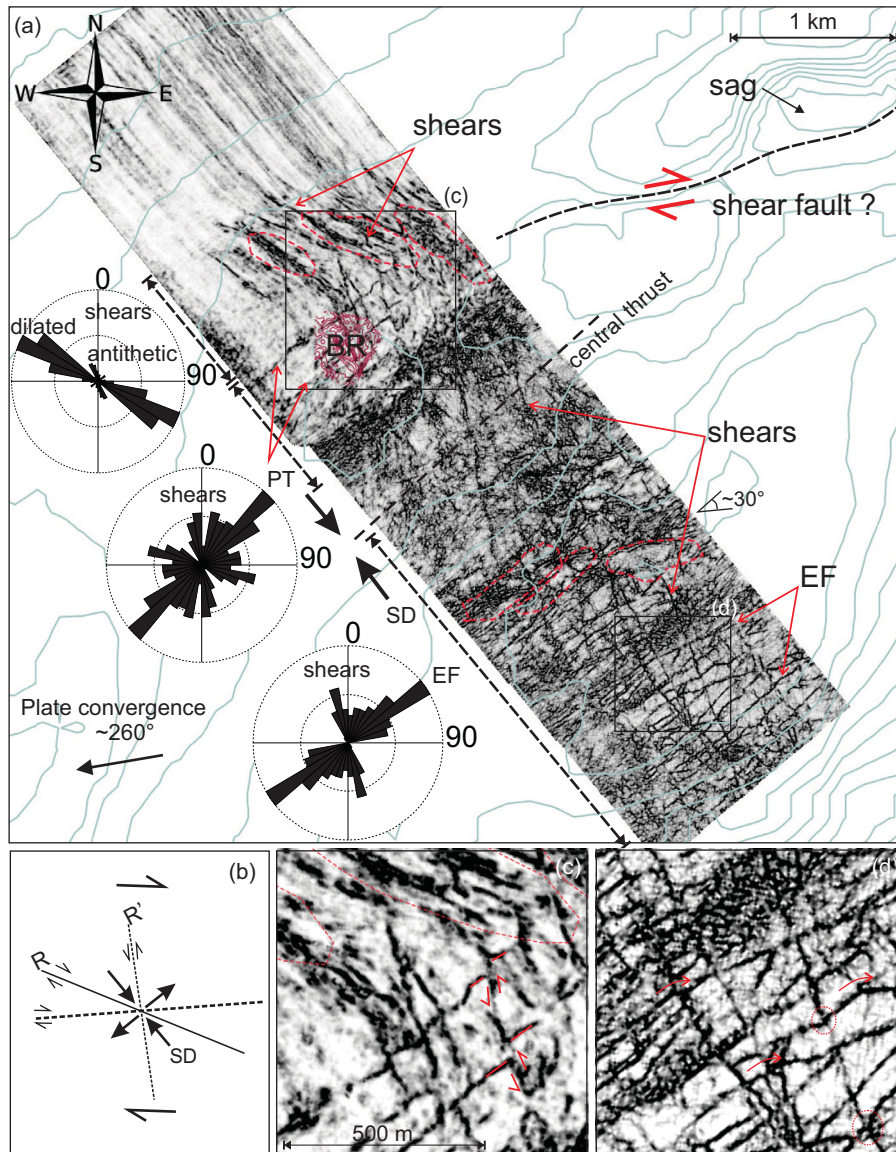 (a)
N
W
E
S
1 km
sag
shears
(c)
shear fault ?
0
shears
dilated
antithetic
90
BR
central thrust
shears
0
shears
PT
90
~30°
SD
EF
(d)
0
shears
EF
90
Plate convergence
~260°
(b)
R'
R
SD
(c)
500 m
(d)